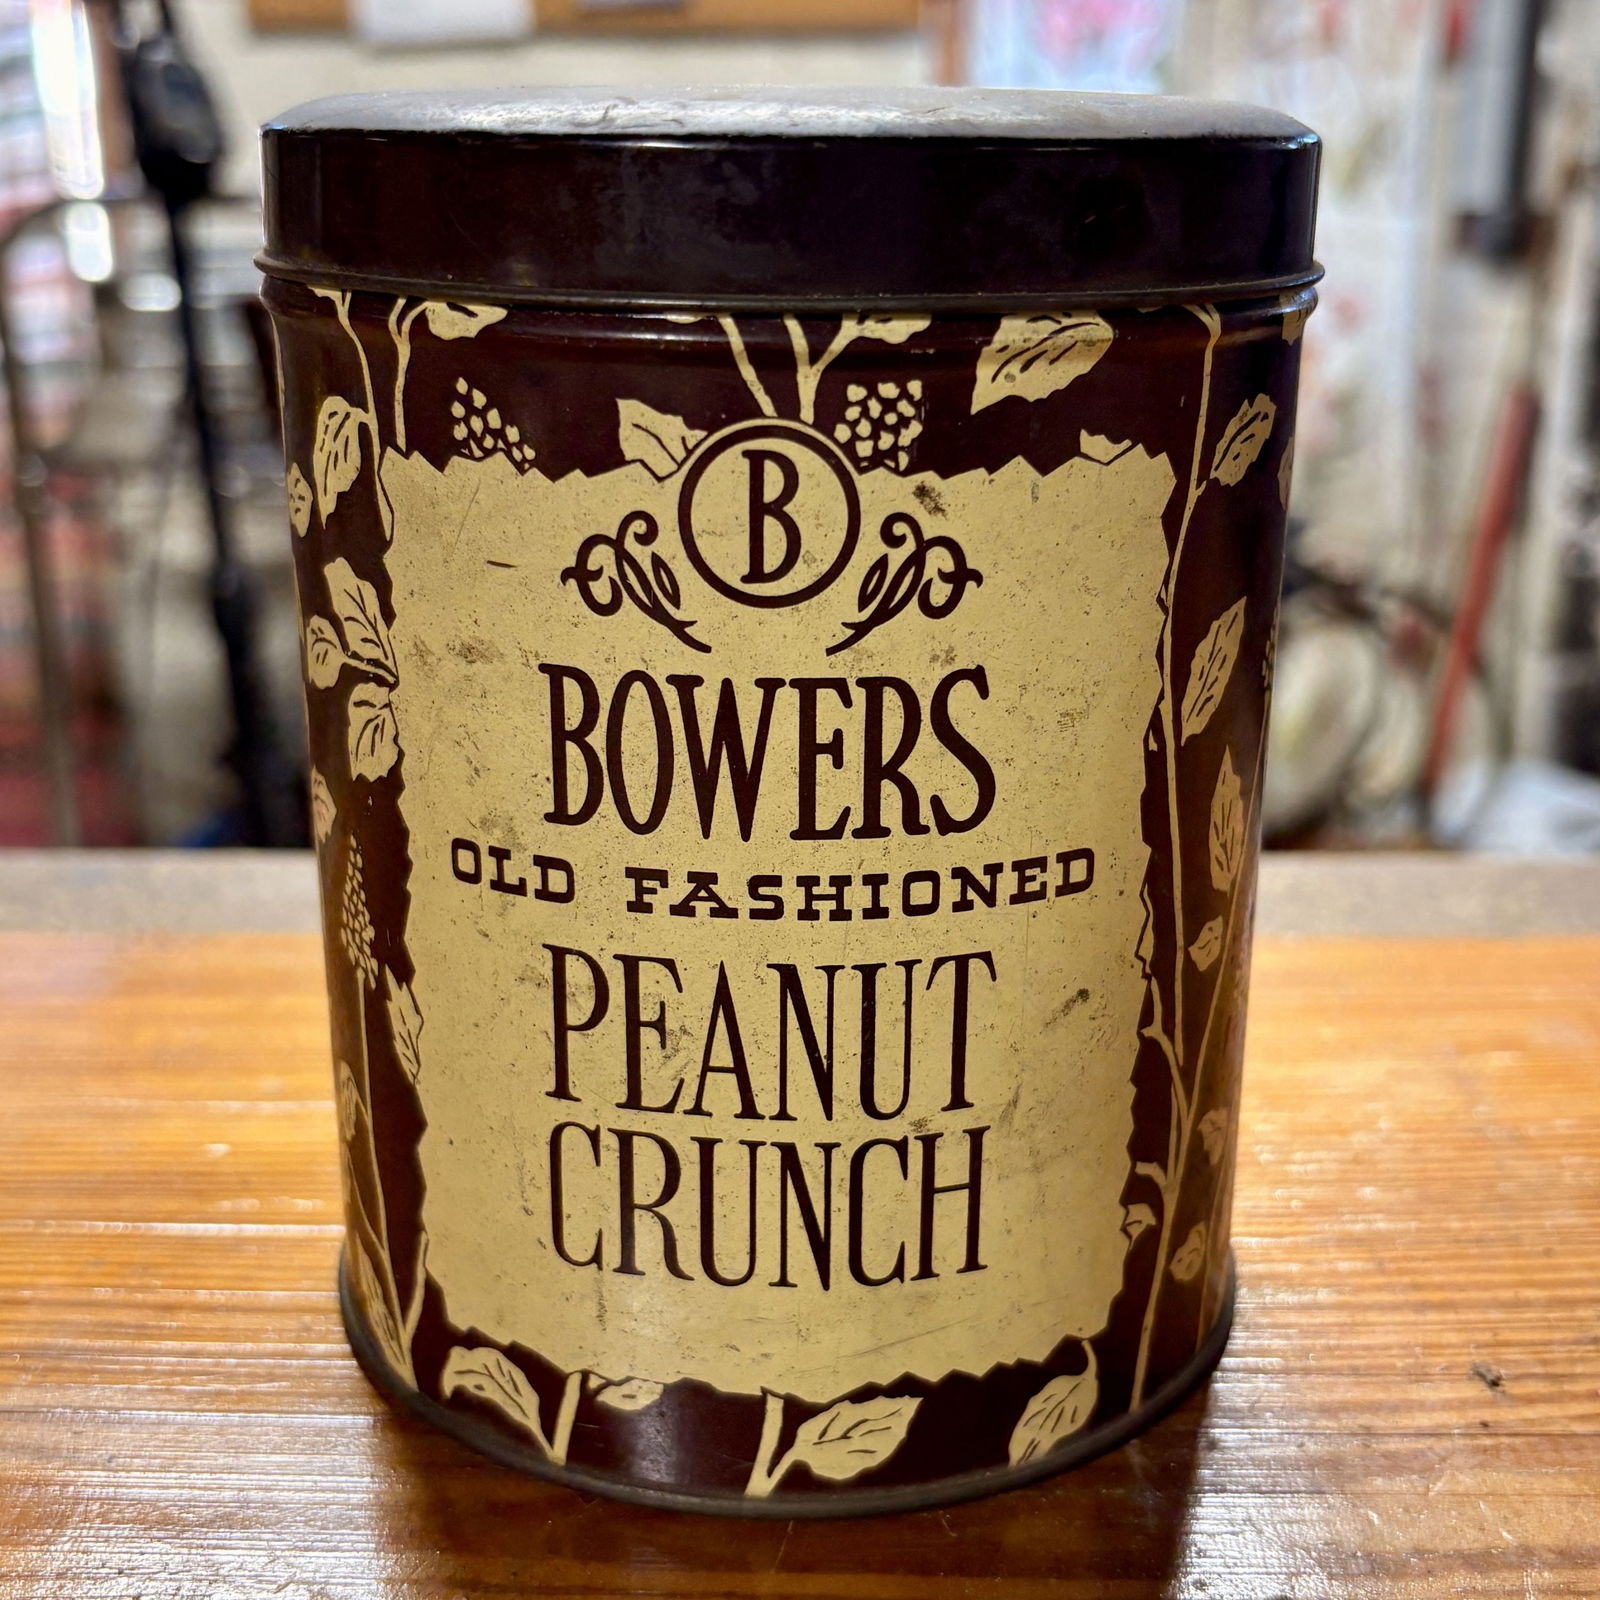 B
BOWERS
OLD FASHIONED
PEANUT
CRUNCH